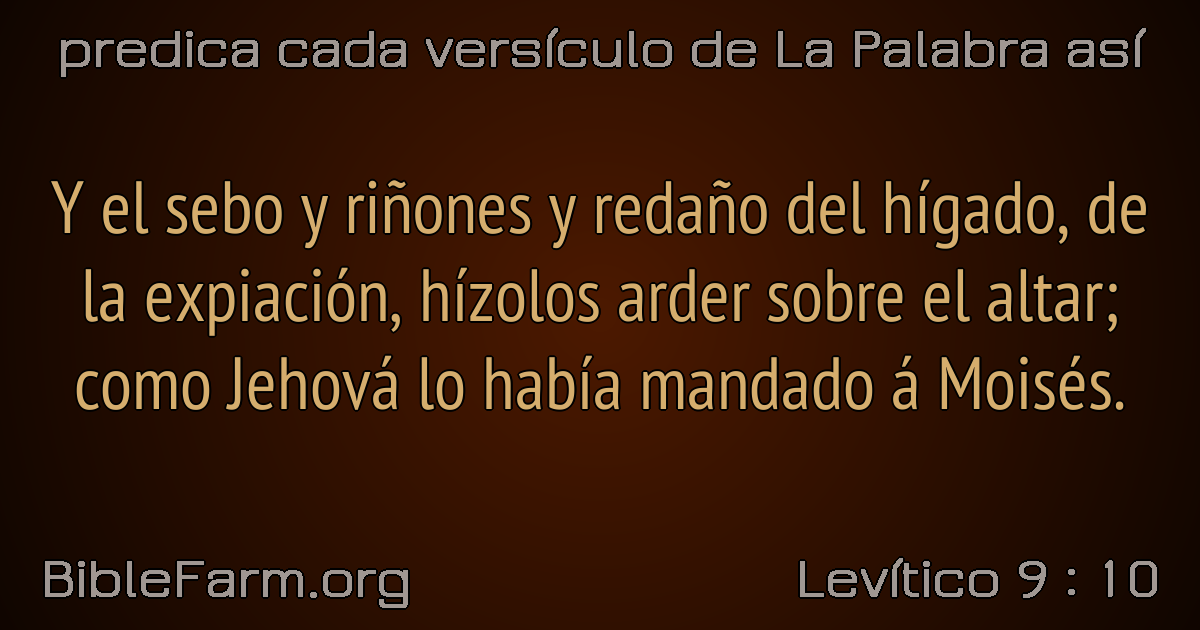 predica cada versículo de La Palabra así
Y el sebo y riñones y redaño del hígado, de
la expiación, hízolos arder sobre el altar;
como Jehová lo había mandado á Moisés.
BibleFarm.org
Levítico 9 : 10